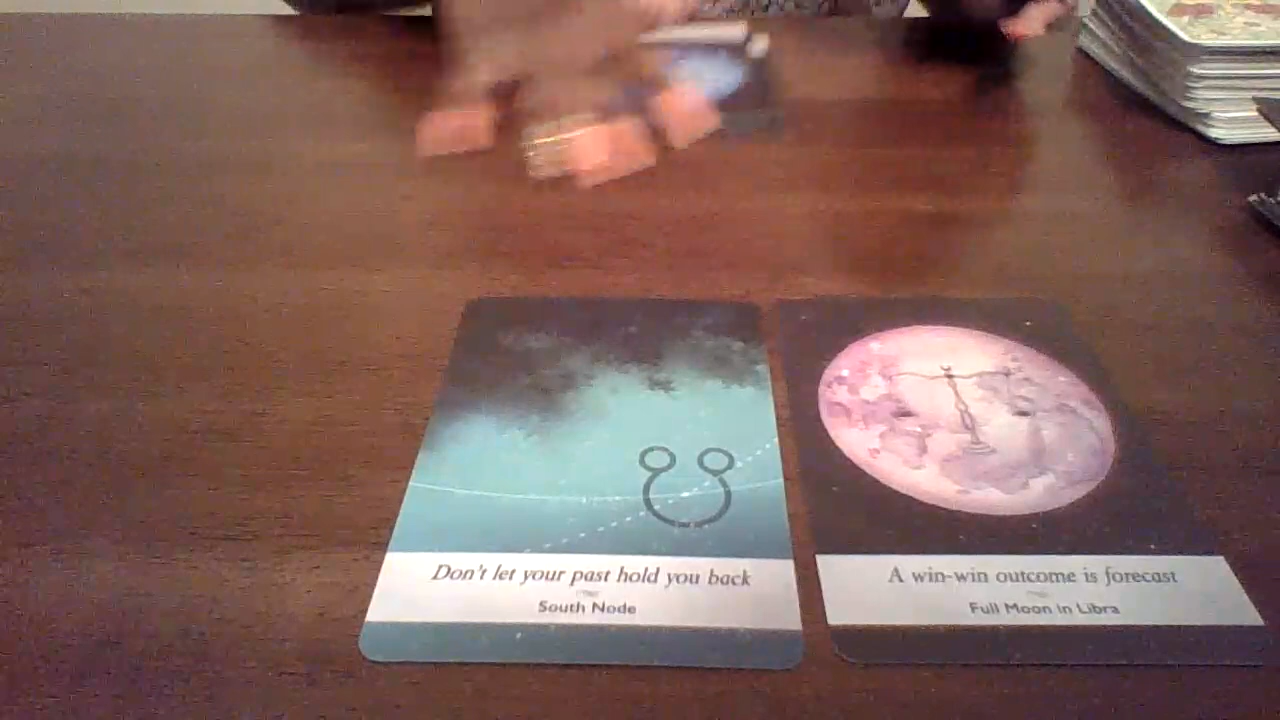 Don't let your past hold you back
South Node
A win-win outcome is forecast
Full Moon in Libra